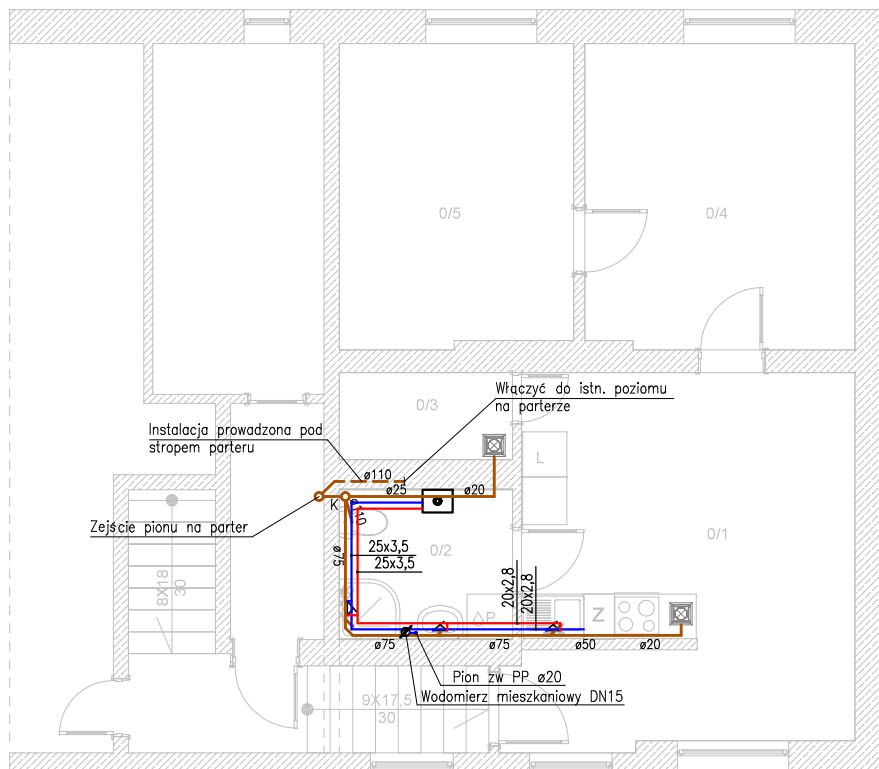 0/5
0/4
0/3
Włączyć do istn. poziomu
na parterze
Instalacja prowadzona pod
stropem parteru
ø110
ø25
ø20
L
K
ø110
Zejście pionu na parter
0/1
0/2
ø75
25x3,5
25x3,5
20x2,8
20x2,8
8X18
30
P
Z
ø75
ø75
ø50
ø20
Pion zw PP ø20
Wodomierz mieszkaniowy DN15
9X17,5
30